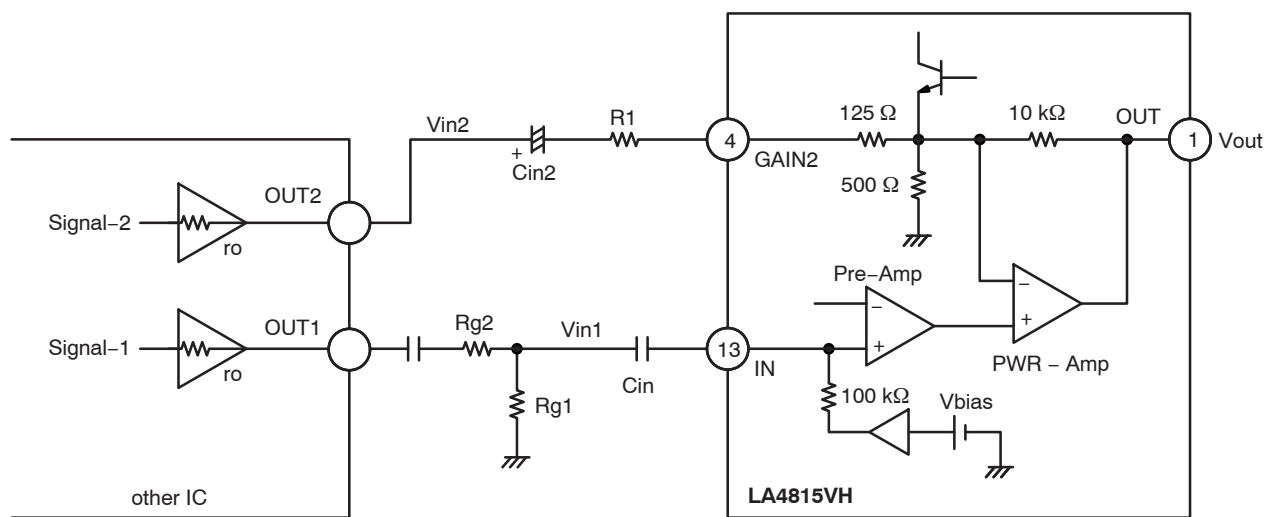 Signal−2
ro
OUT2
Vin2
+
Cin2
R1
4
GAIN2
125 Ω
500 Ω
10 kΩ
OUT
1
Vout
Signal−1
ro
OUT1
Rg2
Rg1
Vin1
Cin
13
IN
Pre−Amp
−
+
−
+
PWR − Amp
100 kΩ
Vbias
other IC
LA4815VH